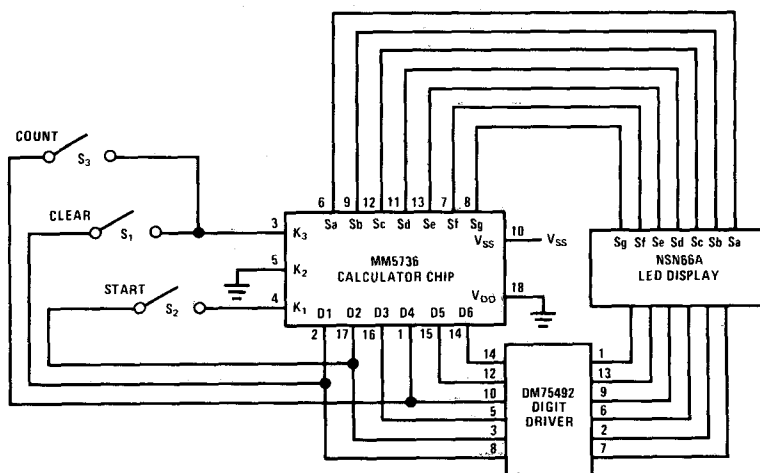 COUNT
S3
CLEAR
S1
START
S2
6 9 12 11 13 7 8
Sa Sb Sc Sd Se Sf Sg
3 K3
5 K2
4 K1
MM5736
CALCULATOR CHIP
VSS 10 VSS
VDD 18
D1 D2 D3 D4 D5 D6
2 17 16 1 15 14
Sg Sf Se Sd Sc Sb Sa
NSN66A
LED DISPLAY
14 1
12 13
10 9
5 6
3 2
8 7
DM75492
DIGIT
DRIVER